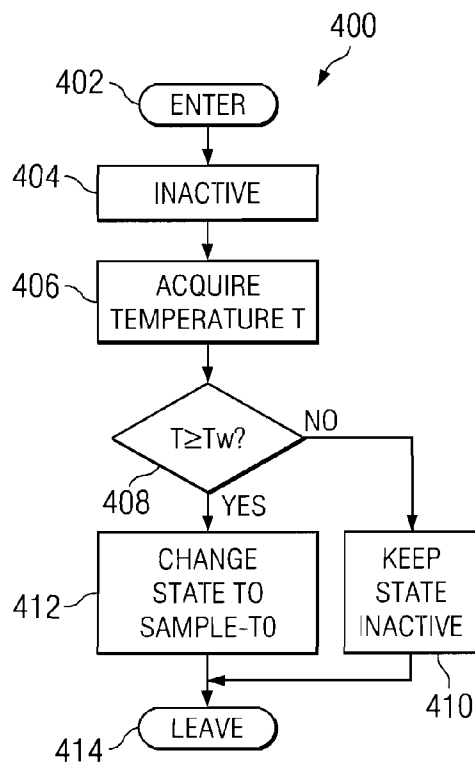 400
402
ENTER
404
INACTIVE
406
ACQUIRE
TEMPERATURE T
T≥Tw?
NO
408
YES
412
CHANGE
STATE TO
SAMPLE-T0
KEEP
STATE
INACTIVE
410
LEAVE
414